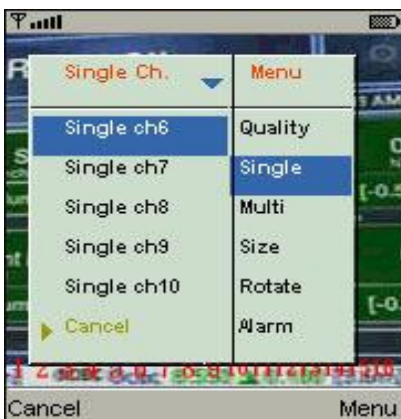 Single Ch. Menu
Single ch6 Quality
Single ch7 Single
Single ch8 Multi
Single ch9 Size
Single ch10 Rotate
Cancel Alarm
Cancel Menu